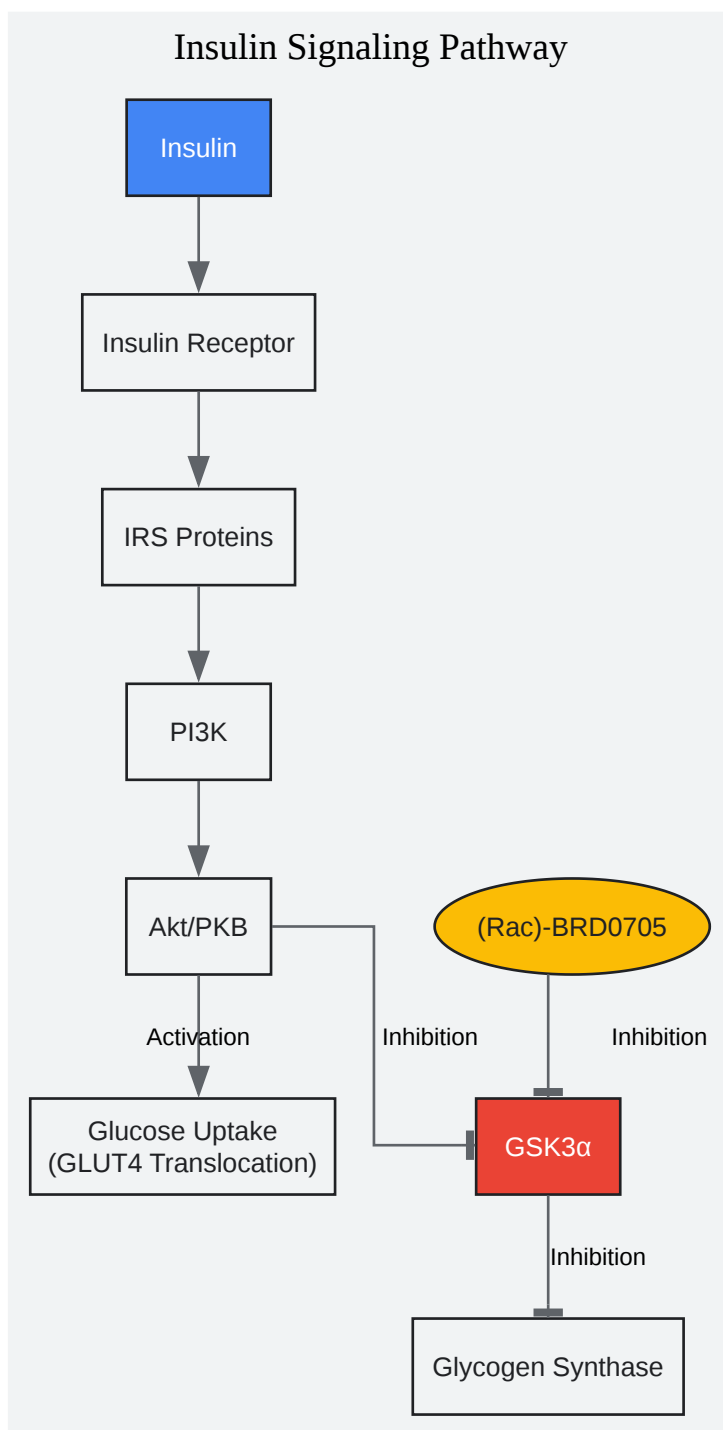 Insulin Signaling Pathway
Insulin
Insulin Receptor
IRS Proteins
PI3K
Akt/PKB
(Rac)-BRD0705
Activation
Inhibition
Inhibition
Glucose Uptake
(GLUT4 Translocation)
GSK3α
Inhibition
Glycogen Synthase